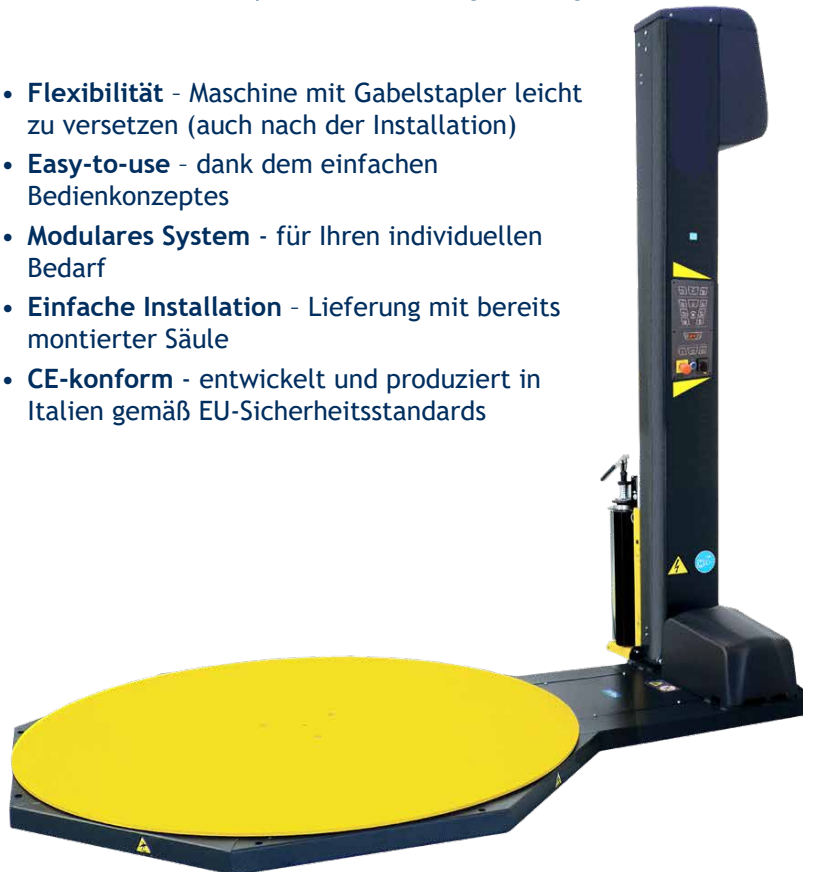 • Flexibilität – Maschine mit Gabelstapler leicht
zu versetzen (auch nach der Installation)
• Easy-to-use – dank dem einfachen
Bedienkonzeptes
• Modulares System - für Ihren individuellen
Bedarf
• Einfache Installation – Lieferung mit bereits
montierter Säule
• CE-konform - entwickelt und produziert in
Italien gemäß EU-Sicherheitsstandards